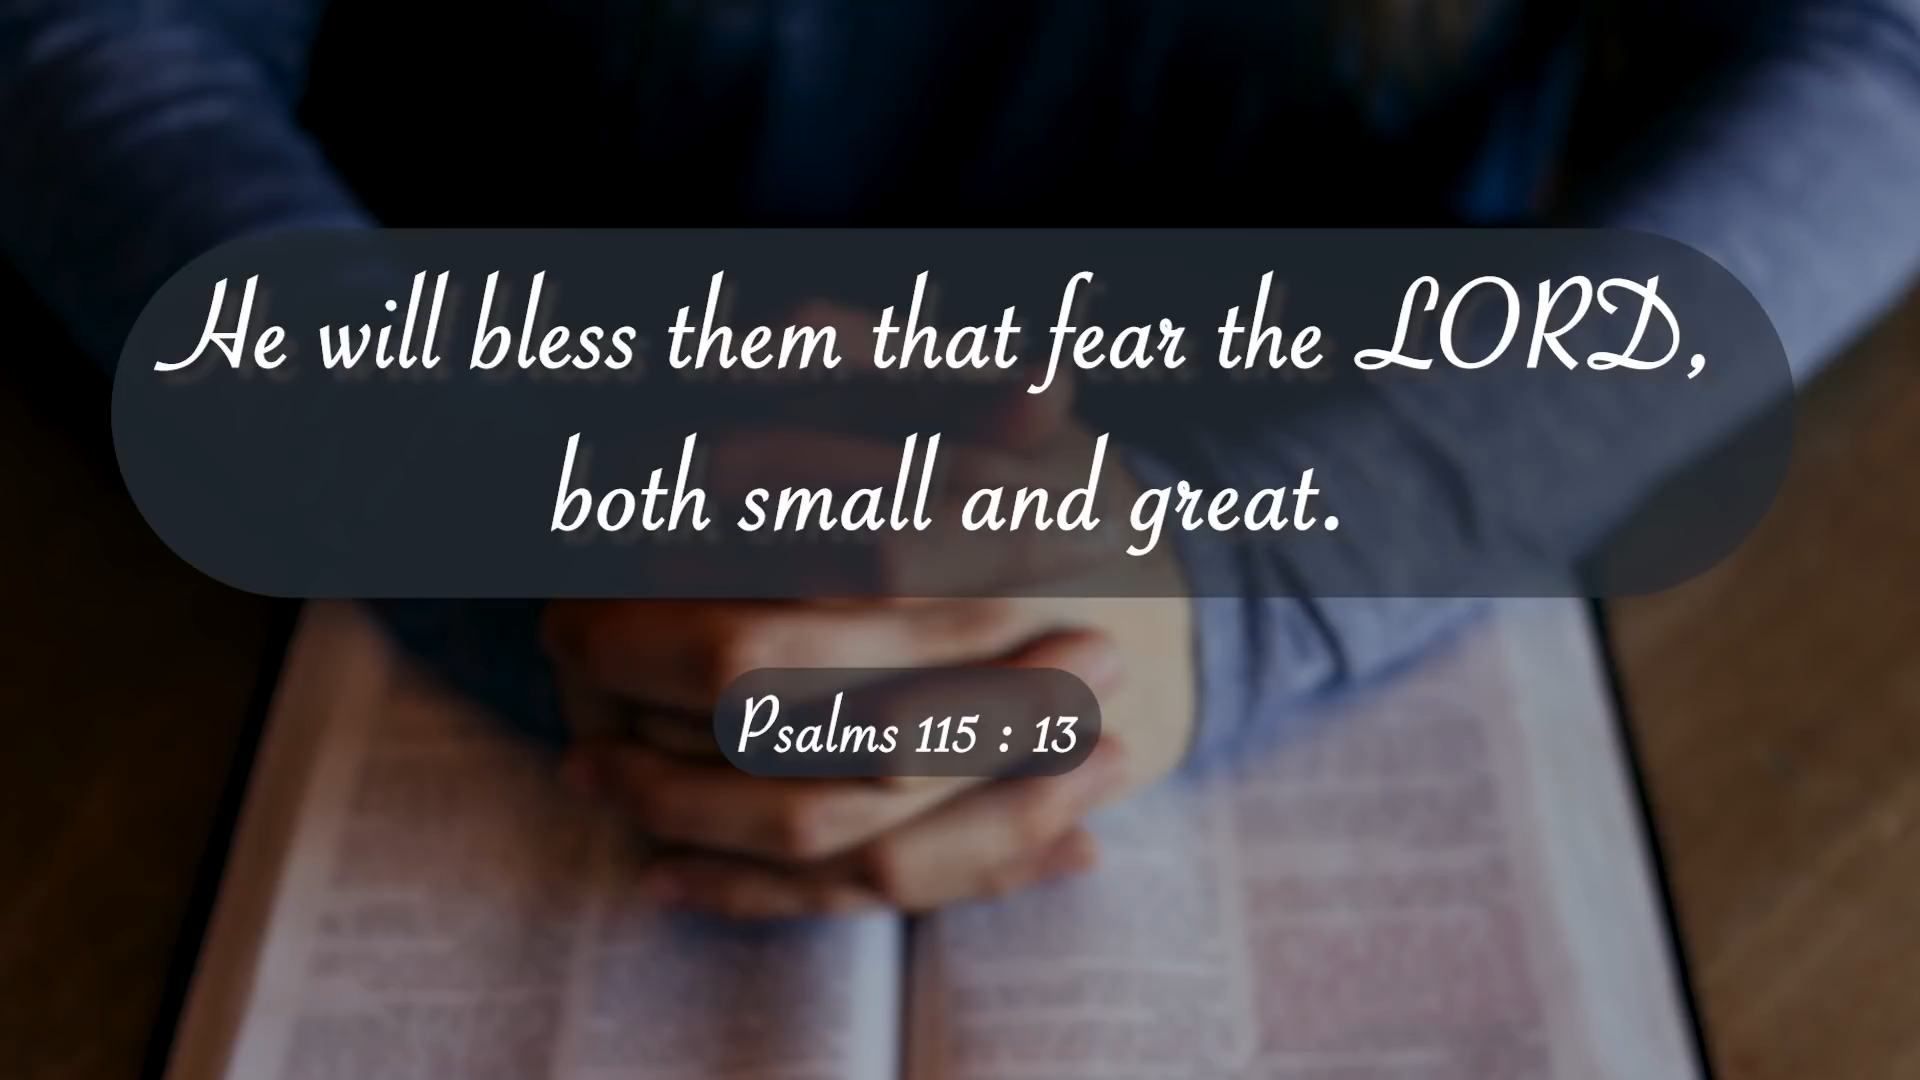 He will bless them that fear the LORD,
both small and great.
Psalms 115 : 13